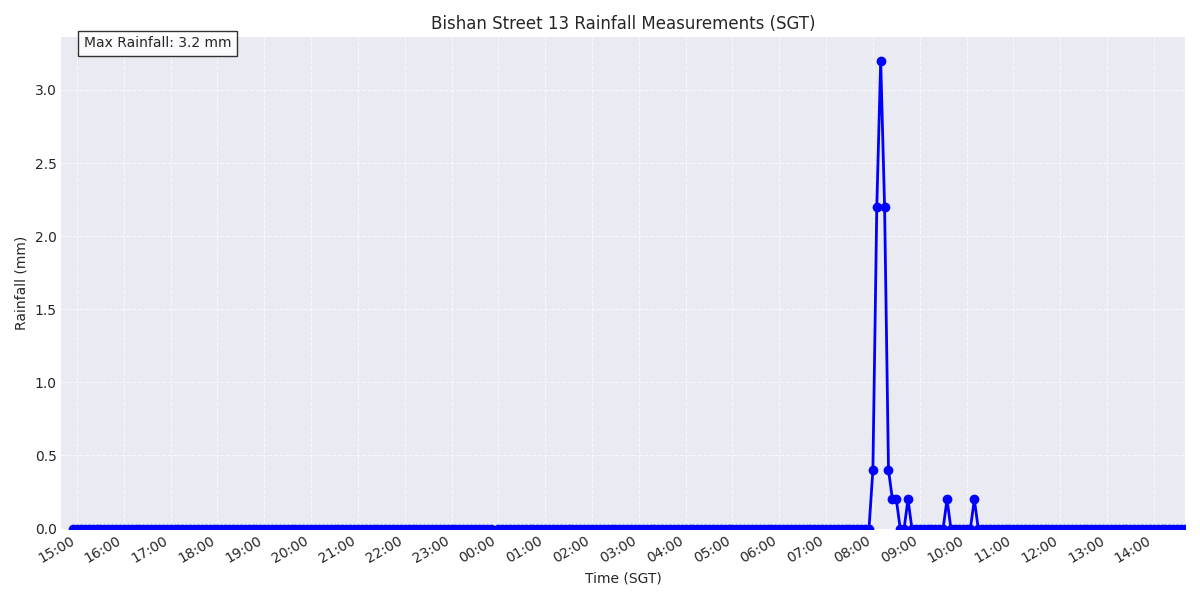 Bishan Street 13 Rainfall Measurements (SGT)
Max Rainfall: 3.2 mm
3.0
2.5
2.0
1.5
1.0
0.5
0.0
Rainfall (mm)
15:00 16:00 17:00 18:00 19:00 20:00 21:00 22:00 23:00 00:00 01:00 02:00 03:00 04:00 05:00 06:00 07:00 08:00 09:00 10:00 11:00 12:00 13:00 14:00
Time (SGT)